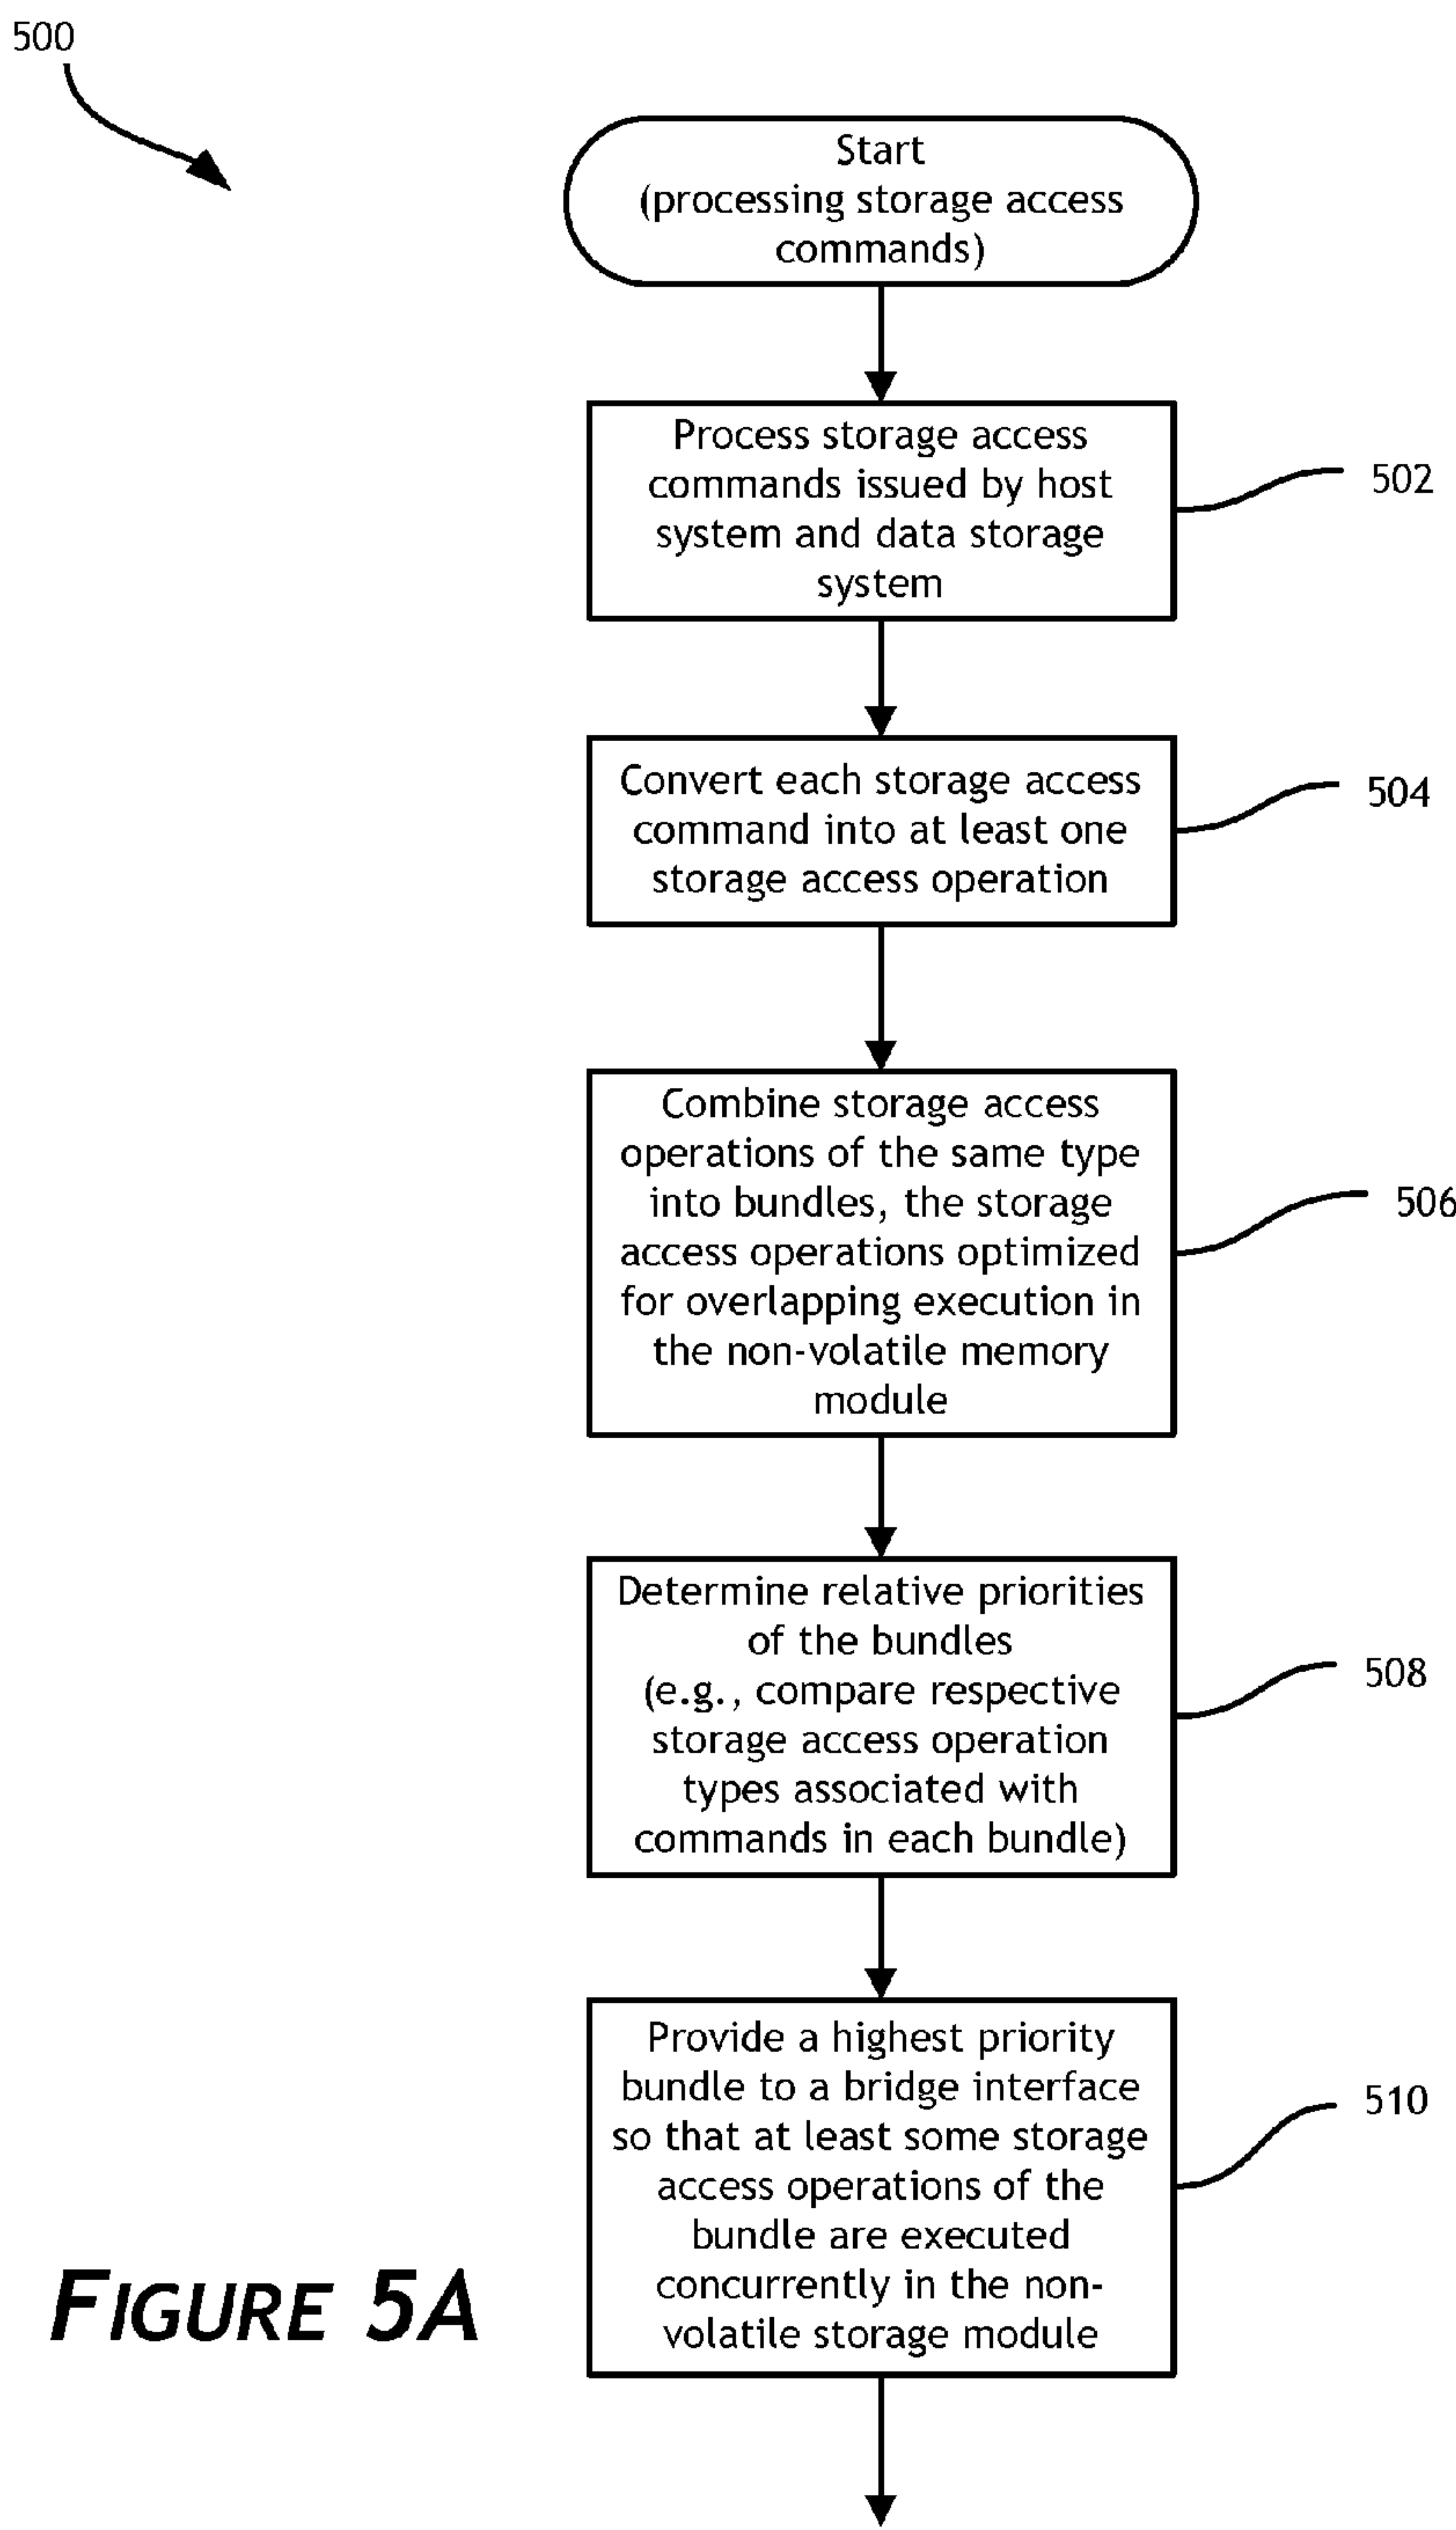 500
Start
(processing storage access
commands)
Process storage access
commands issued by host
system and data storage
system
502
Convert each storage access
command into at least one
storage access operation
504
Combine storage access
operations of the same type
into bundles, the storage
access operations optimized
for overlapping execution in
the non-volatile memory
module
506
Determine relative priorities
of the bundles
(e.g., compare respective
storage access operation
types associated with
commands in each bundle)
508
Provide a highest priority
bundle to a bridge interface
so that at least some storage
access operations of the
bundle are executed
concurrently in the non-
volatile storage module
510
FIGURE 5A